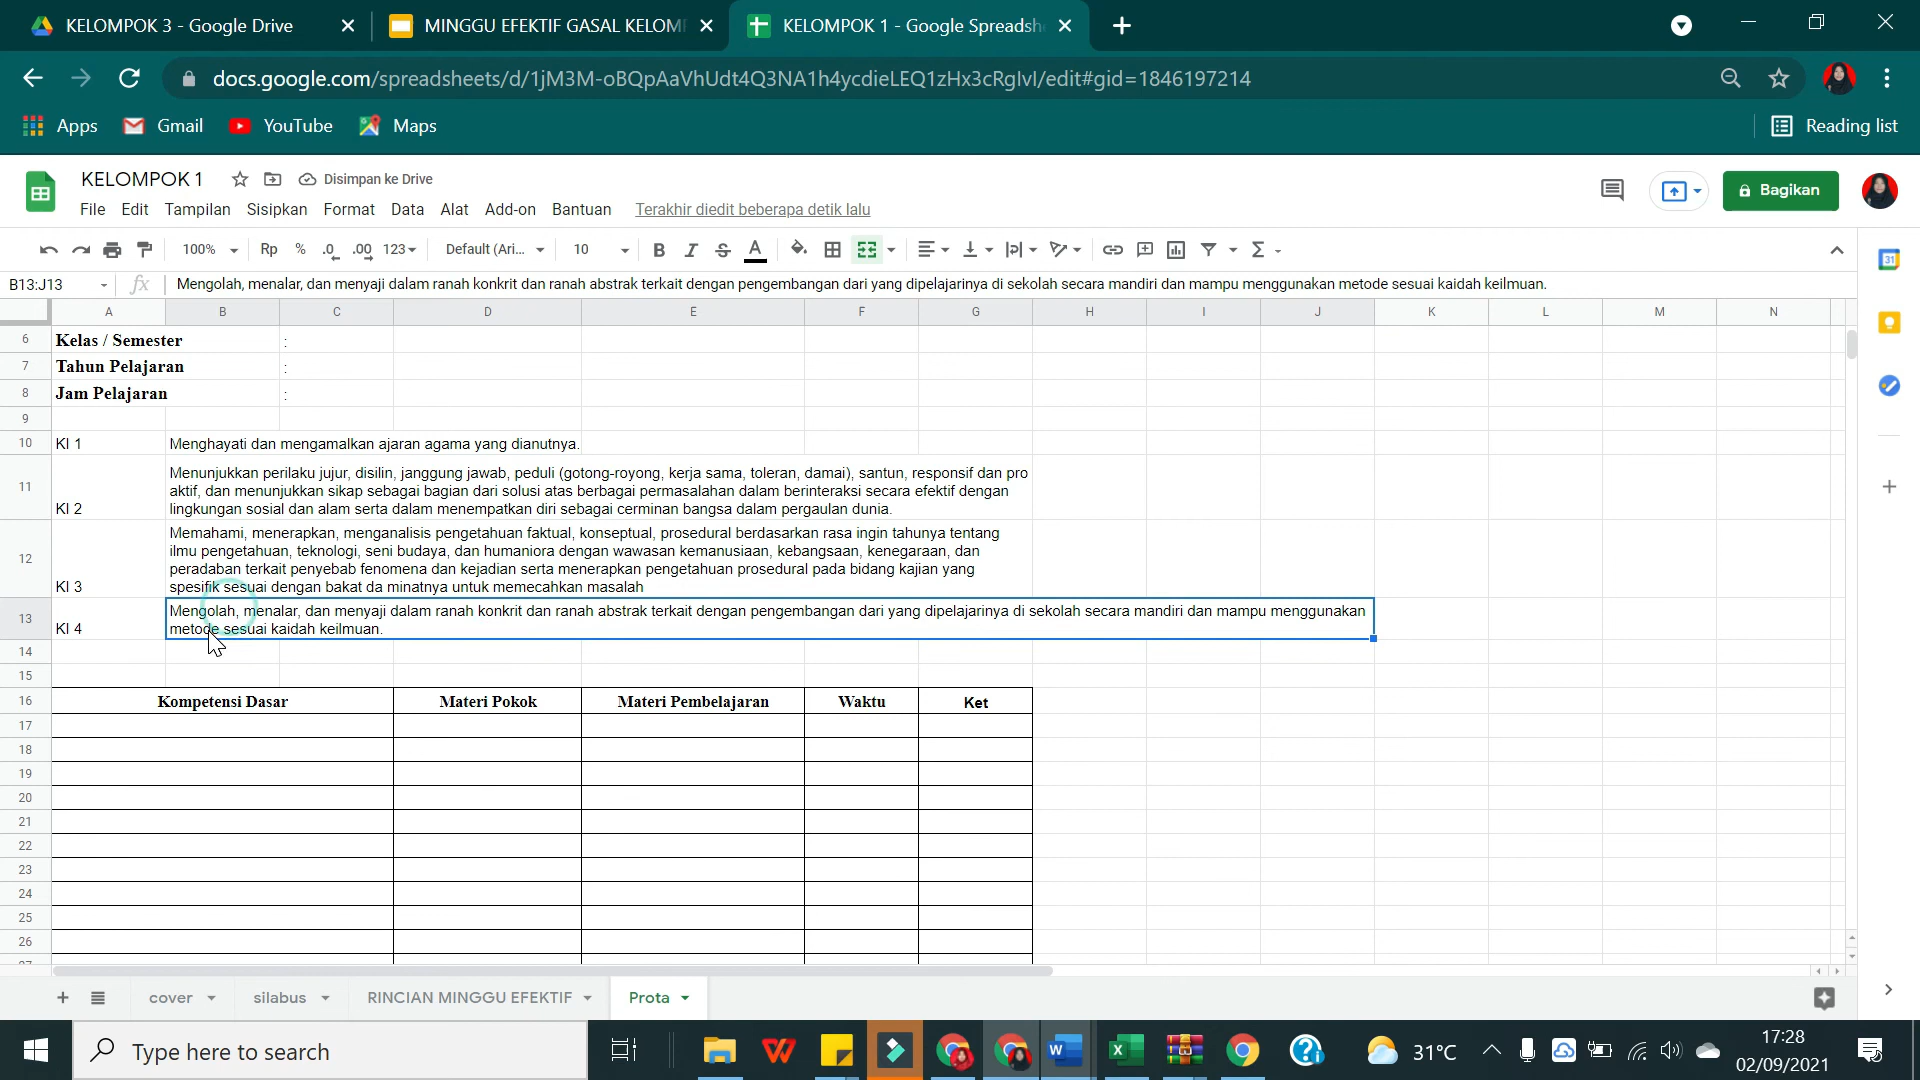 KELOMPOK 3 - Google Drive
MINGGU EFEKTIF GASAL KELOM
KELOMPOK 1 - Google Spreadsh
docs.google.com/spreadsheets/d/1jM3M-oBQpAaVhUdt4Q3NA1h4ycdieLEQ1zHx3cRgIvI/edit#gid=1846197214
Apps Gmail YouTube Maps Reading list
KELOMPOK 1 Disimpan ke Drive
File Edit Tampilan Sisipkan Format Data Alat Add-on Bantuan Terakhir diedit beberapa detik lalu
Bagikan
100% Rp % .0 .00 123 Default (Ari... 10 B I S A
B13:J13 fx Mengolah, menalar, dan menyaji dalam ranah konkrit dan ranah abstrak terkait dengan pengembangan dari yang dipelajarinya di sekolah secara mandiri dan mampu menggunakan metode sesuai kaidah keilmuan.
A B C D E F G H I J K L M N
6 Kelas / Semester :
7 Tahun Pelajaran :
8 Jam Pelajaran :
9
10 KI 1 Menghayati dan mengamalkan ajaran agama yang dianutnya.
Menunjukkan perilaku jujur, disilin, janggung jawab, peduli (gotong-royong, kerja sama, toleran, damai), santun, responsif dan pro
11 aktif, dan menunjukkan sikap sebagai bagian dari solusi atas berbagai permasalahan dalam berinteraksi secara efektif dengan
KI 2 lingkungan sosial dan alam serta dalam menempatkan diri sebagai cerminan bangsa dalam pergaulan dunia.
Memahami, menerapkan, menganalisis pengetahuan faktual, konseptual, prosedural berdasarkan rasa ingin tahunya tentang
12 ilmu pengetahuan, teknologi, seni budaya, dan humaniora dengan wawasan kemanusiaan, kebangsaan, kenegaraan, dan
peradaban terkait penyebab fenomena dan kejadian serta menerapkan pengetahuan prosedural pada bidang kajian yang
KI 3 spesifik sesuai dengan bakat da minatnya untuk memecahkan masalah
13 Mengolah, menalar, dan menyaji dalam ranah konkrit dan ranah abstrak terkait dengan pengembangan dari yang dipelajarinya di sekolah secara mandiri dan mampu menggunakan
KI 4 metode sesuai kaidah keilmuan.
14
15
16 Kompetensi Dasar Materi Pokok Materi Pembelajaran Waktu Ket
17
18
19
20
21
22
23
24
25
26
27
cover silabus RINCIAN MINGGU EFEKTIF Prota
Type here to search
31°C
17:28
02/09/2021